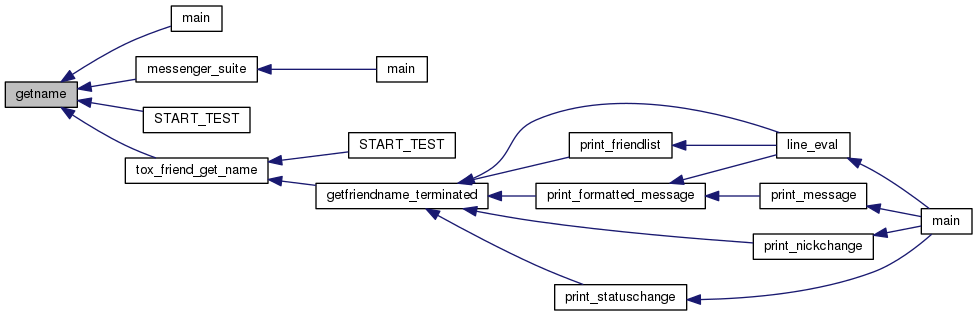 main
messenger_suite
main
getname
START_TEST
START_TEST
print_friendlist
line_eval
tox_friend_get_name
getfriendname_terminated
print_formatted_message
print_message
main
print_nickchange
print_statuschange